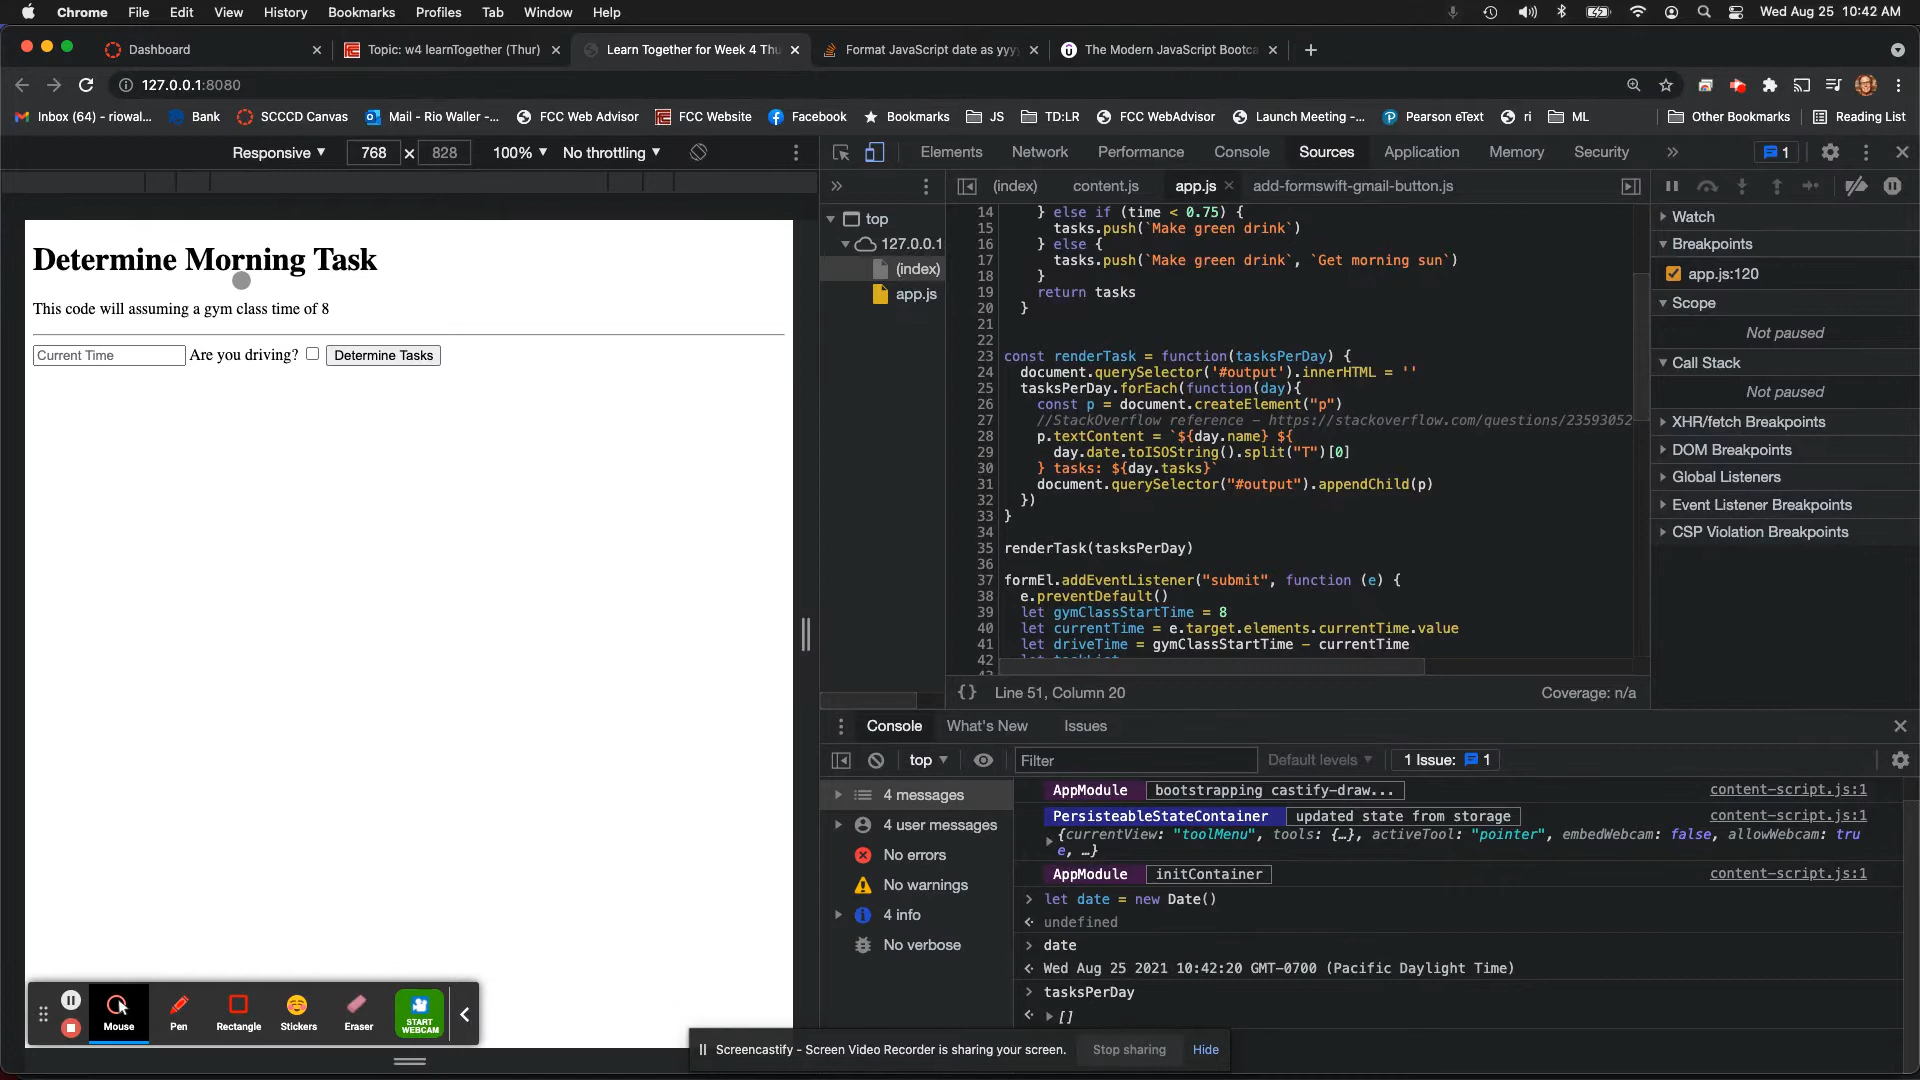 Chrome File Edit View History Bookmarks Profiles Tab Window Help Wed Aug 25 10:42 AM
Dashboard Topic: w4 learnTogether (Thur) Learn Together for Week 4 Thu Format JavaScript date as yyyy The Modern JavaScript Bootca
127.0.0.1:8080
Inbox (64) - riowal... Bank SCCCD Canvas Mail - Rio Waller -... FCC Web Advisor FCC Website Facebook Bookmarks JS TD:LR FCC WebAdvisor Launch Meeting -... Pearson eText ri ML Other Bookmarks Reading List
Responsive 768 828 100% No throttling
Elements Network Performance Console Sources Application Memory Security 1
(index) content.js app.js add-formswift-gmail-button.js
top
127.0.0.1
(index)
app.js
Determine Morning Task
This code will assuming a gym class time of 8
Current Time Are you driving? Determine Tasks
14 } else if (time < 0.75) {
15 tasks.push(`Make green drink`)
16 } else {
17 tasks.push(`Make green drink`, `Get morning sun`)
18 }
19 return tasks
20 }
21
22
23 const renderTask = function(tasksPerDay) {
24 document.querySelector('#output').innerHTML = ''
25 tasksPerDay.forEach(function(day){
26 const p = document.createElement("p")
27 //StackOverflow reference – https://stackoverflow.com/questions/23593052
28 p.textContent = `${day.name} ${
29 day.date.toISOString().split("T")[0]
30 } tasks: ${day.tasks}`
31 document.querySelector("#output").appendChild(p)
32 })
33 }
34
35 renderTask(tasksPerDay)
36
37 formEl.addEventListener("submit", function (e) {
38 e.preventDefault()
39 let gymClassStartTime = 8
40 let currentTime = e.target.elements.currentTime.value
41 let driveTime = gymClassStartTime – currentTime
42
{} Line 51, Column 20 Coverage: n/a
Watch
Breakpoints
app.js:120
Scope
Not paused
Call Stack
Not paused
XHR/fetch Breakpoints
DOM Breakpoints
Global Listeners
Event Listener Breakpoints
CSP Violation Breakpoints
Console What's New Issues
top Filter Default levels 1 Issue: 1
4 messages
4 user messages
No errors
No warnings
4 info
No verbose
AppModule bootstrapping castify-draw... content-script.js:1
PersisteableStateContainer updated state from storage content-script.js:1
{currentView: "toolMenu", tools: {…}, activeTool: "pointer", embedWebcam: false, allowWebcam: tru
e, …}
AppModule initContainer content-script.js:1
let date = new Date()
undefined
date
Wed Aug 25 2021 10:42:20 GMT-0700 (Pacific Daylight Time)
tasksPerDay
[]
Mouse Pen Rectangle Stickers Eraser START WEBCAM
Screencastify - Screen Video Recorder is sharing your screen. Stop sharing Hide